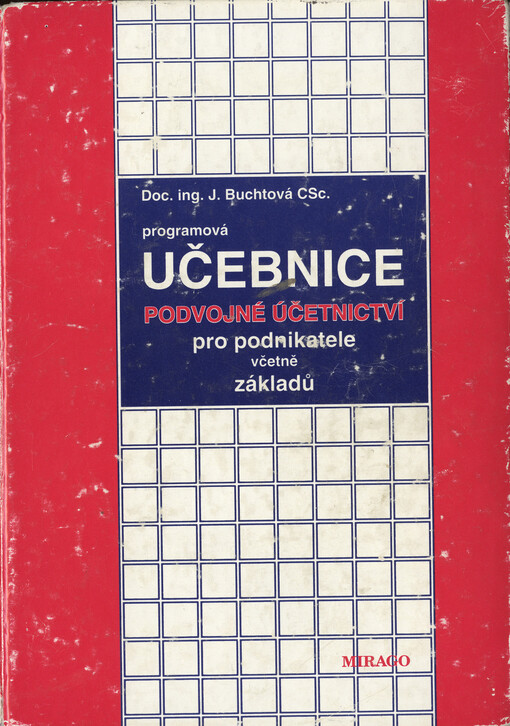 Doc. ing. J. Buchtová CSc.
programová
UČEBNICE
PODVOJNÉ ÚČETNICTVÍ
pro podnikatele
včetně
základů
MIRAGO